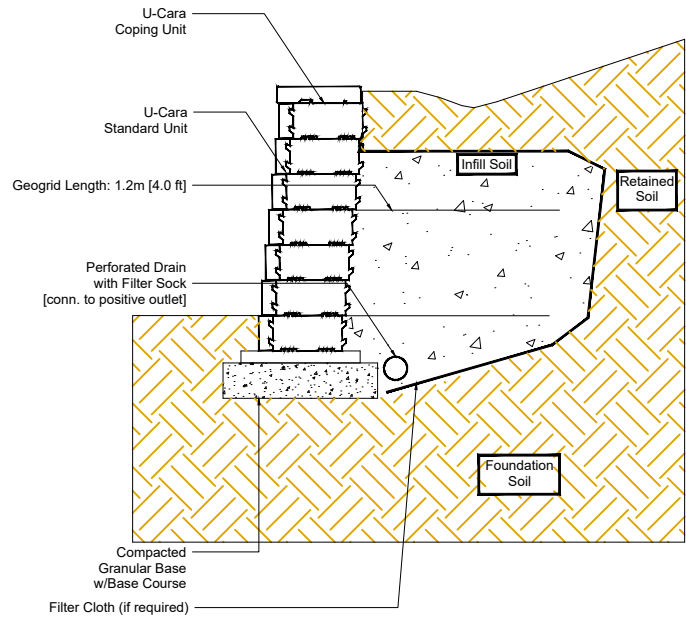 U-Cara
Coping Unit
U-Cara
Standard Unit
Infill Soil
Geogrid Length: 1.2m [4.0 ft]
Retained
Soil
Perforated Drain
with Filter Sock
[conn. to positive outlet]
Foundation
Soil
Compacted
Granular Base
w/Base Course
Filter Cloth (if required)